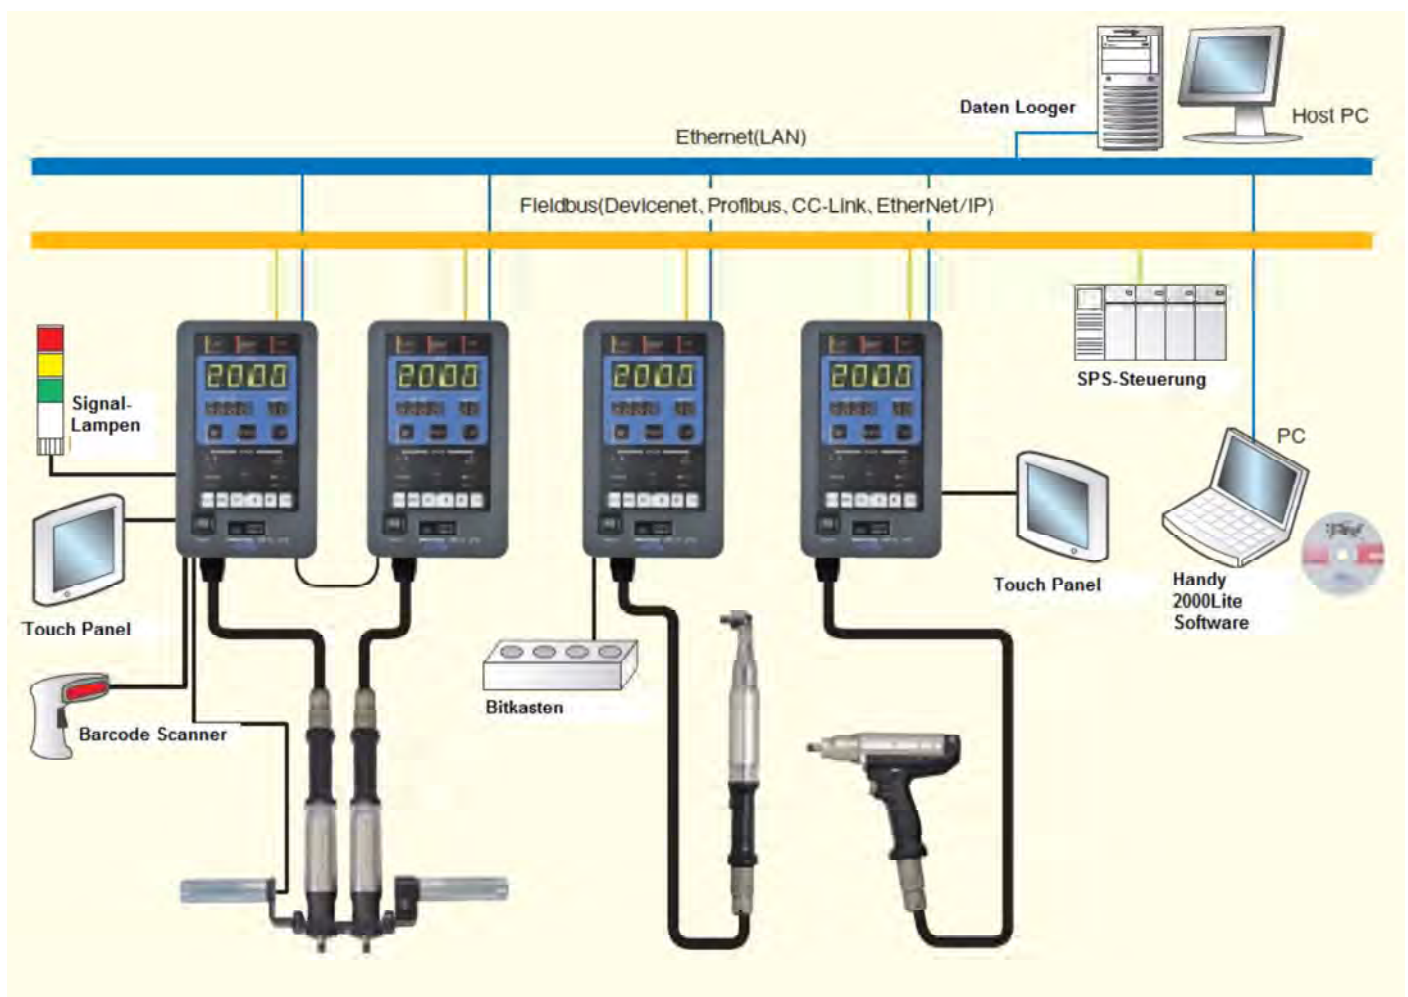 Daten Looger
Host PC
Ethernet(LAN)
Fieldbus(Devicenet、Profibus、CC-Link、EtherNet/IP)
SPS-Steuerung
Signal-
Lampen
2000
2000
2000
2000
PC
Touch Panel
Handy
2000Lite
Software
Touch Panel
Bitkasten
Barcode Scanner